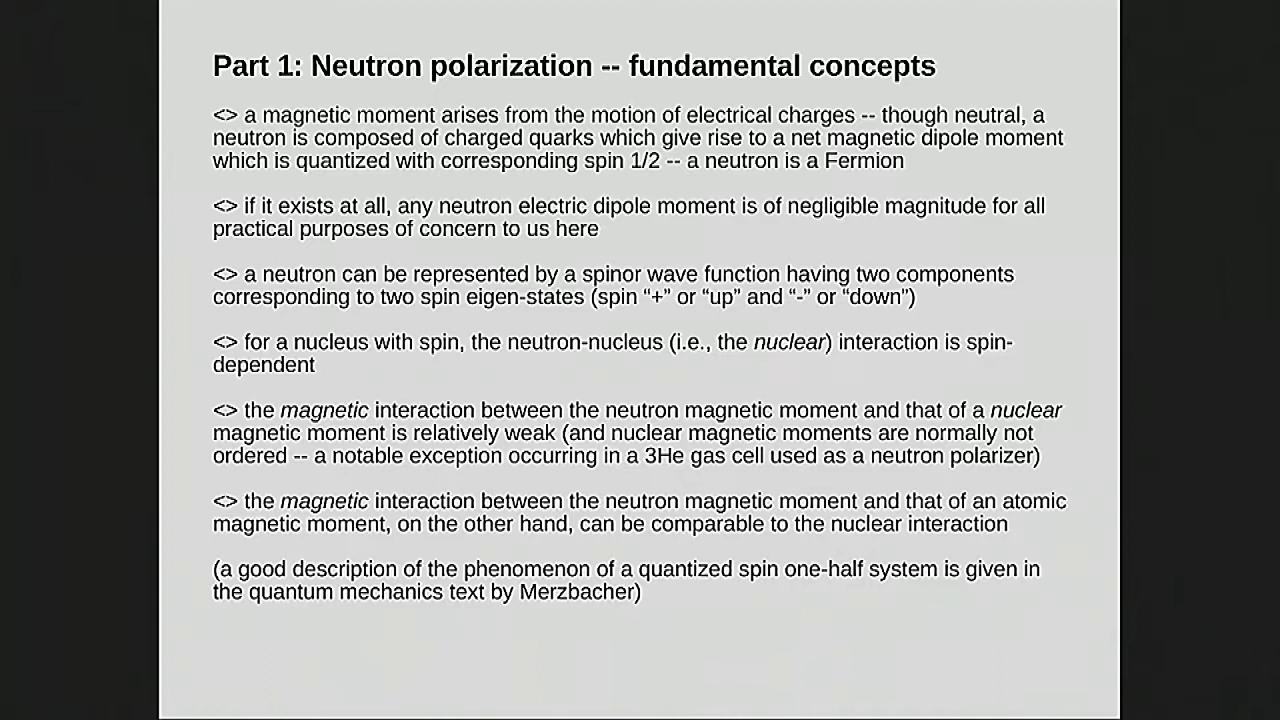 Part 1: Neutron polarization -- fundamental concepts
<> a magnetic moment arises from the motion of electrical charges -- though neutral, a
neutron is composed of charged quarks which give rise to a net magnetic dipole moment
which is quantized with corresponding spin 1/2 -- a neutron is a Fermion
<> if it exists at all, any neutron electric dipole moment is of negligible magnitude for all
practical purposes of concern to us here
<> a neutron can be represented by a spinor wave function having two components
corresponding to two spin eigen-states (spin “+” or “up” and “-” or “down”)
<> for a nucleus with spin, the neutron-nucleus (i.e., the nuclear) interaction is spin-
dependent
<> the magnetic interaction between the neutron magnetic moment and that of a nuclear
magnetic moment is relatively weak (and nuclear magnetic moments are normally not
ordered -- a notable exception occurring in a 3He gas cell used as a neutron polarizer)
<> the magnetic interaction between the neutron magnetic moment and that of an atomic
magnetic moment, on the other hand, can be comparable to the nuclear interaction
(a good description of the phenomenon of a quantized spin one-half system is given in
the quantum mechanics text by Merzbacher)